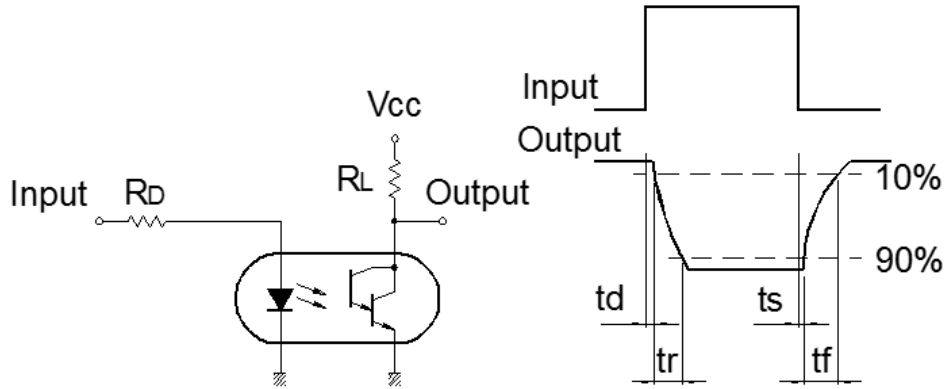 Input
RD
Vcc
RL
Output
Input
Output
10%
90%
td
ts
tr
tf